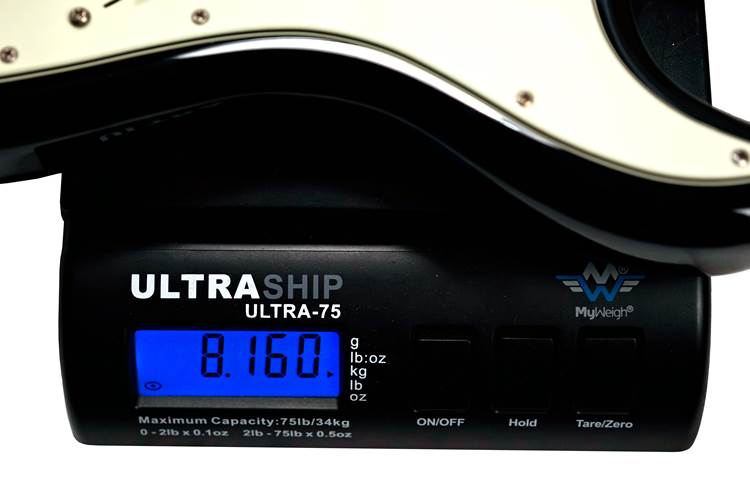 ULTRASHIP
ULTRA-75
8.160
g
lb:oz
kg
lb
oz
MyWeigh®
ON/OFF
Hold
Tare/Zero
Maximum Capacity:75lb/34kg
0 - 2lb x 0.1oz 2lb - 75lb x 0.5oz